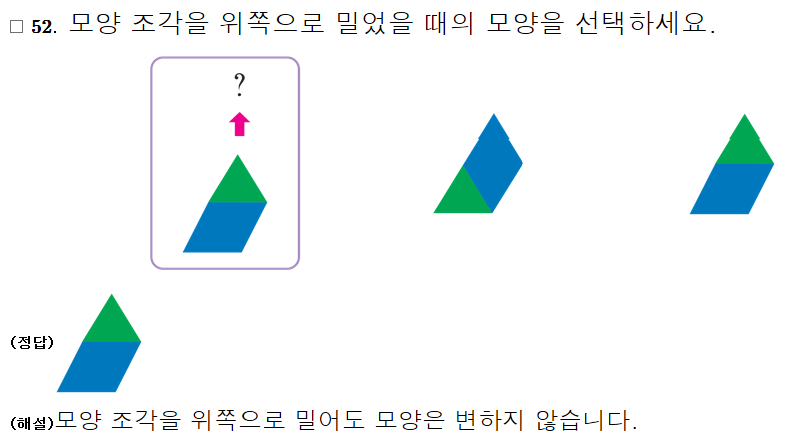 □ 52. 모양 조각을 위쪽으로 밀었을 때의 모양을 선택하세요.
?
(정답)
(해설)모양 조각을 위쪽으로 밀어도 모양은 변하지 않습니다.